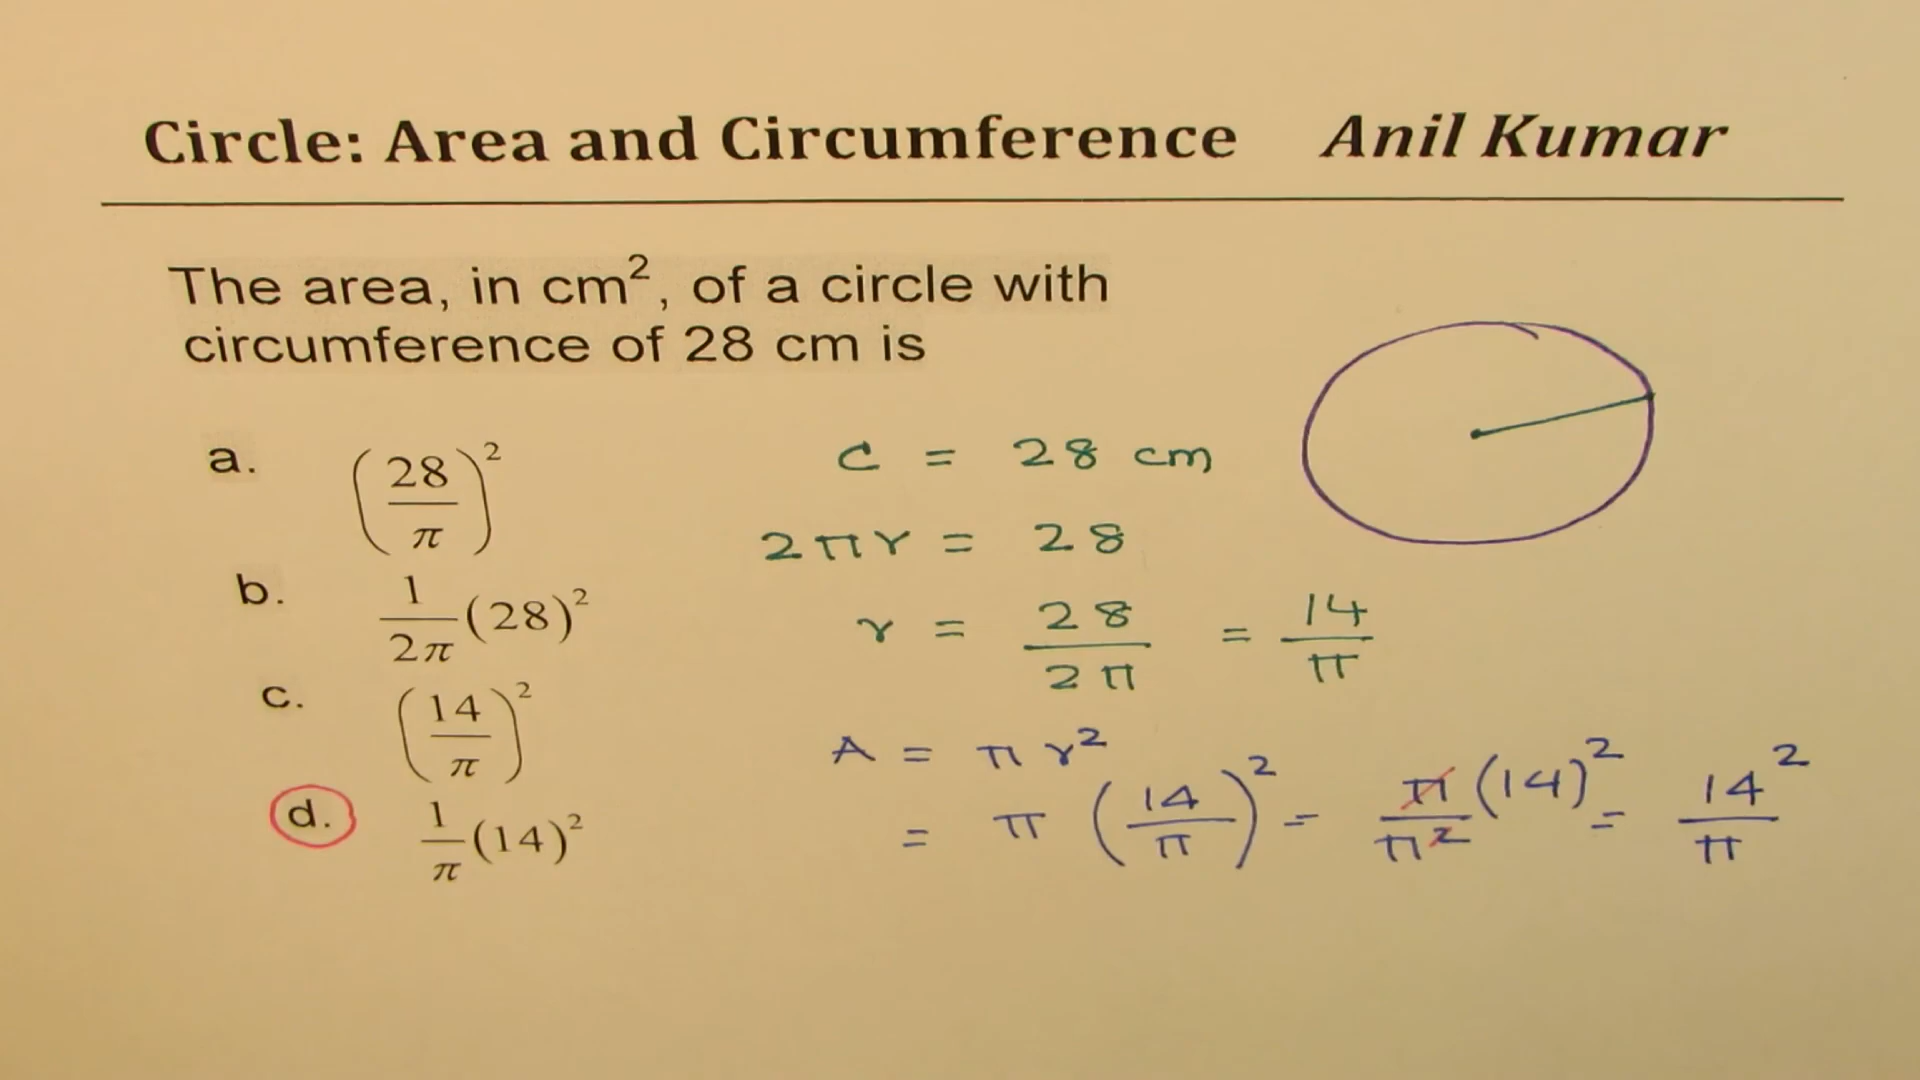 Circle: Area and Circumference Anil Kumar
The area, in cm², of a circle with
circumference of 28 cm is
a. (28/π)²
b. 1/2π (28)²
c. (14/π)²
d. 1/π (14)²
C = 28 cm
2πr = 28
r = 28/2π = 14/π
A = πr²
= π (14/π)² = π/π² (14)² = 14²/π